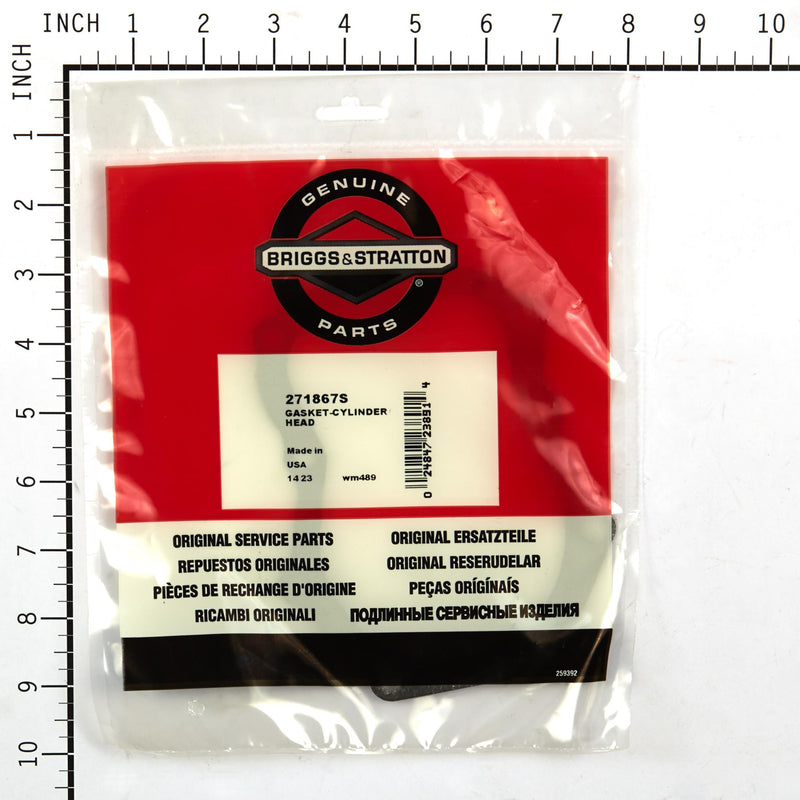 INCH 1 2 3 4 5 6 7 8 9 10
INCH
1
2
3
4
5
6
7
8
9
10
GENUINE
BRIGGS&STRATTON
®
PARTS
271867S
GASKET-CYLINDER
HEAD
Made in
USA
14 23 wm489
0 24847 23891 4
ORIGINAL SERVICE PARTS ORIGINAL ERSATZTEILE
REPUESTOS ORIGINALES ORIGINAL RESERUDELAR
PIÈCES DE RECHANGE D'ORIGINE PEÇAS ORÍGÍNAÍS
RICAMBI ORIGINALI ПОДЛИННЫЕ СЕРВИСНЫЕ ИЗДЕЛИЯ
259392